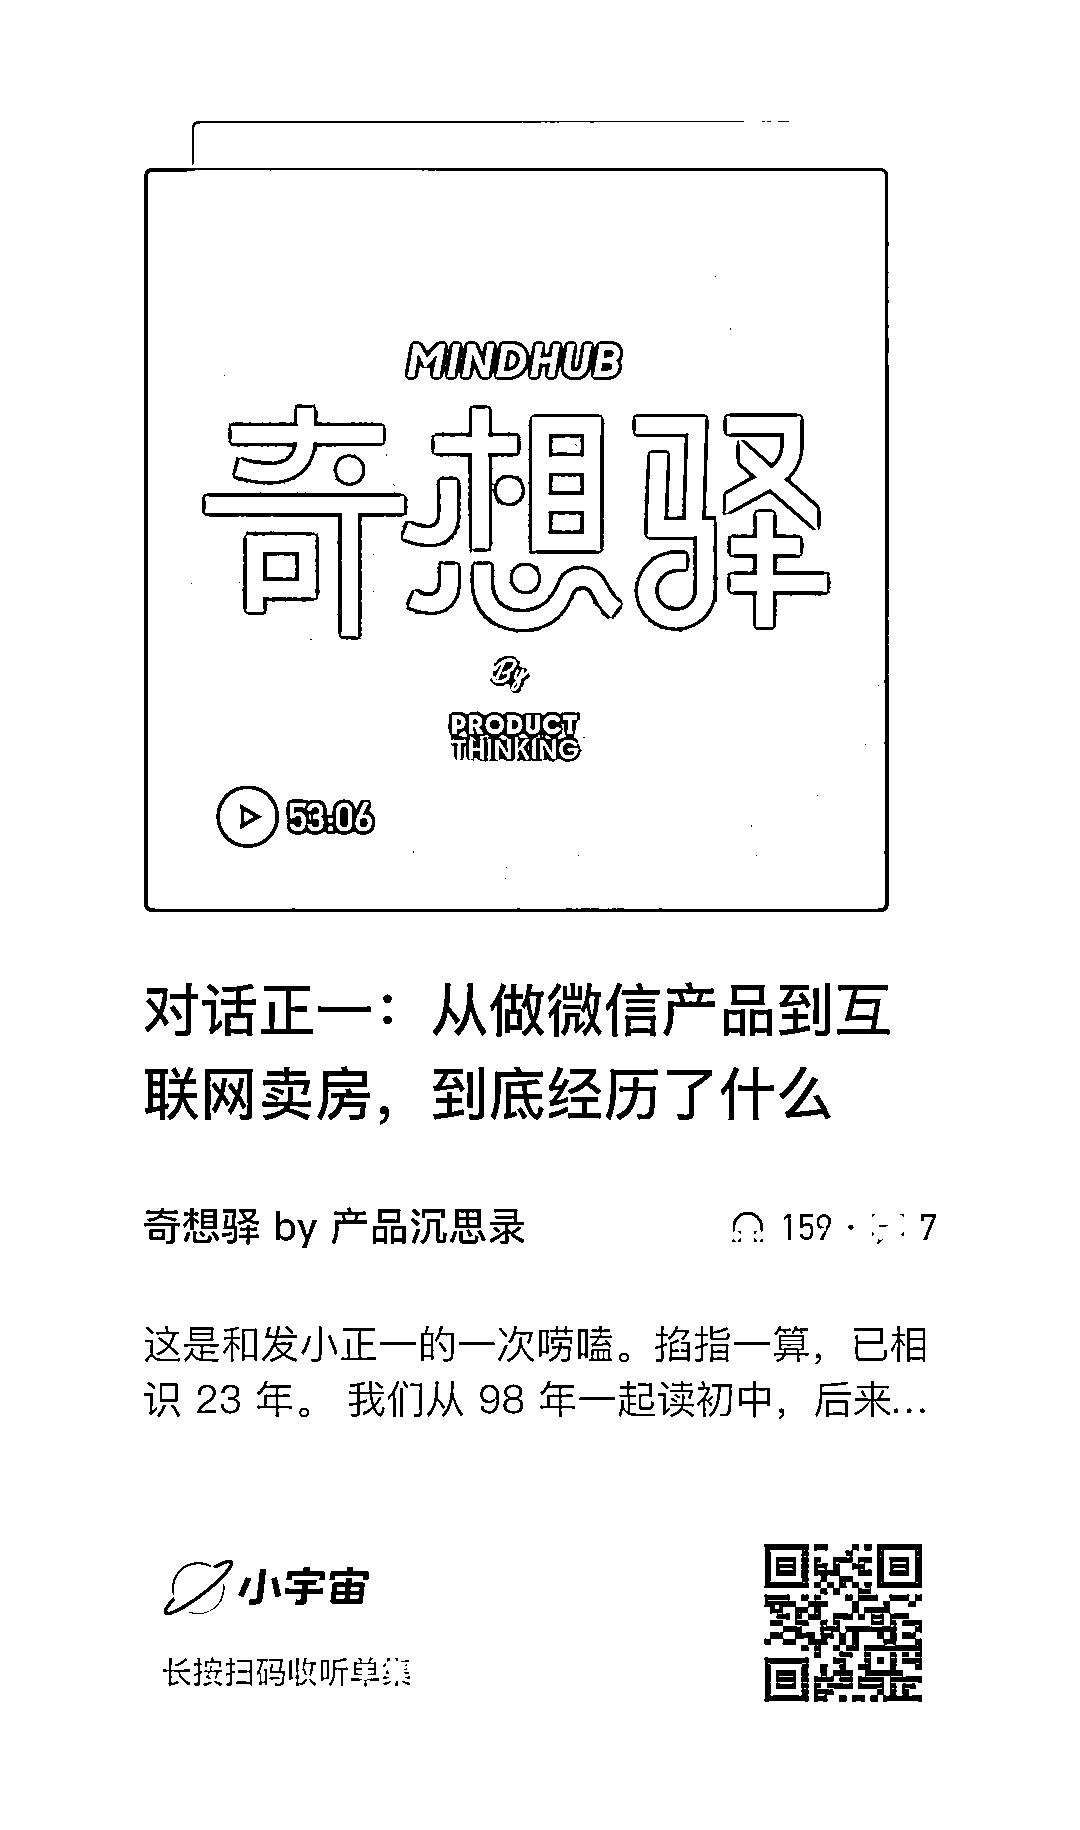 MINDHUB
奇想驿
By
PRODUCT
THINKING
53:06
对话正一：从做微信产品到互
联网卖房，到底经历了什么
奇想驿 by 产品沉思录
159 · 7
这是和发小正一的一次唠嗑。掐指一算，已相
识 23 年。 我们从 98 年一起读初中，后来...
小宇宙
长按扫码收听单集